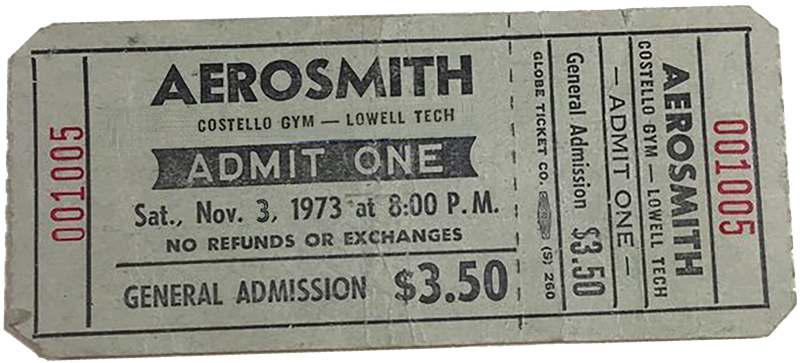 001005
AEROSMITH
COSTELLO GYM — LOWELL TECH
ADMIT ONE
Sat., Nov. 3, 1973 at 8:00 P.M.
NO REFUNDS OR EXCHANGES
GENERAL ADMISSION $3.50
GLOBE TICKET CO. (S) 260
General Admission $3.50
— ADMIT ONE —
COSTELLO GYM — LOWELL TECH
AEROSMITH
001005